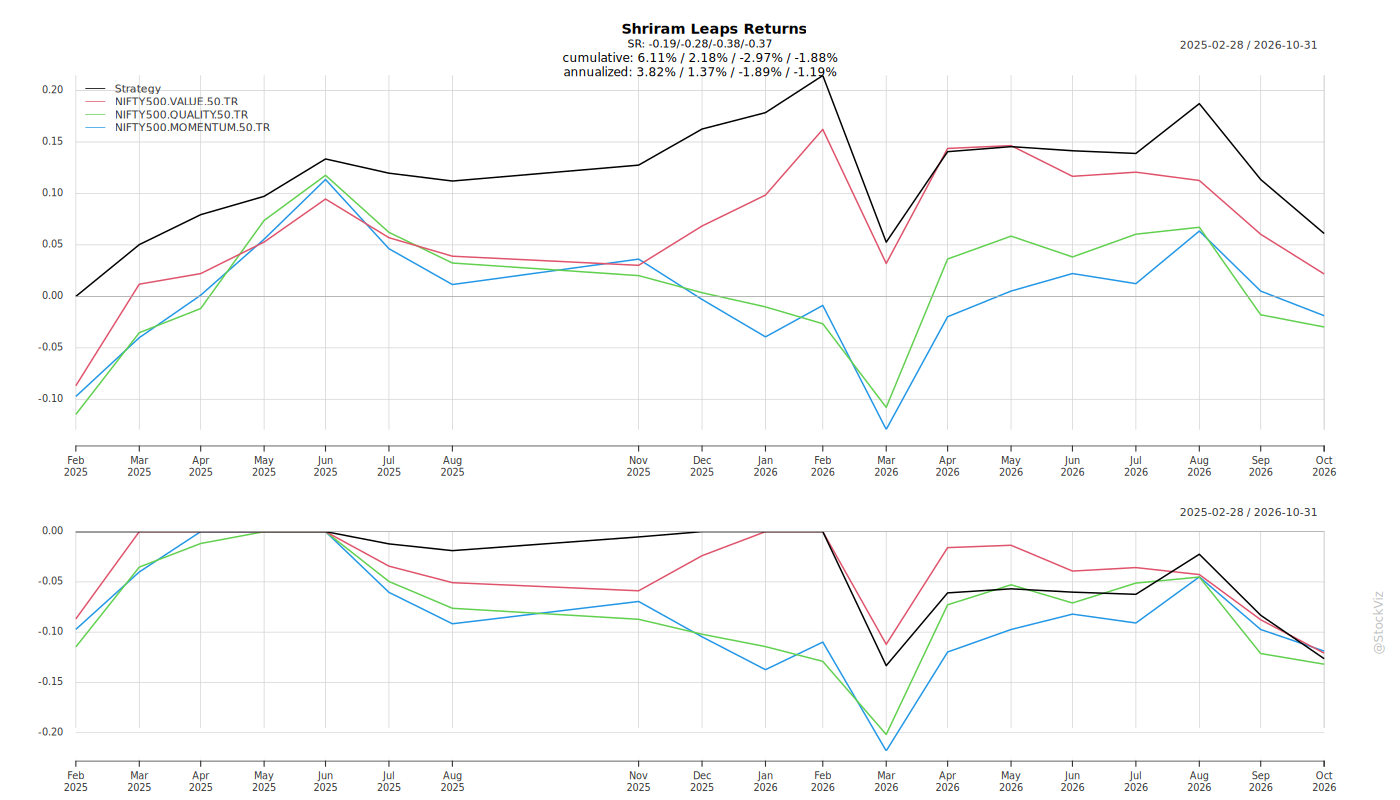 Shriram Leaps Returns
SR: -0.19/-0.28/-0.38/-0.37
cumulative: 6.11% / 2.18% / -2.97% / -1.88%
annualized: 3.82% / 1.37% / -1.89% / -1.19%
2025-02-28 / 2026-10-31
Strategy
NIFTY500.VALUE.50.TR
NIFTY500.QUALITY.50.TR
NIFTY500.MOMENTUM.50.TR
0.20
0.15
0.10
0.05
0.00
-0.05
-0.10
Feb Mar Apr May Jun Jul Aug Nov Dec Jan Feb Mar Apr May Jun Jul Aug Sep Oct
2025 2025 2025 2025 2025 2025 2025 2025 2025 2026 2026 2026 2026 2026 2026 2026 2026 2026 2026
2025-02-28 / 2026-10-31
0.00
-0.05
-0.10
-0.15
-0.20
Feb Mar Apr May Jun Jul Aug Nov Dec Jan Feb Mar Apr May Jun Jul Aug Sep Oct
2025 2025 2025 2025 2025 2025 2025 2025 2025 2026 2026 2026 2026 2026 2026 2026 2026 2026 2026
@StockViz